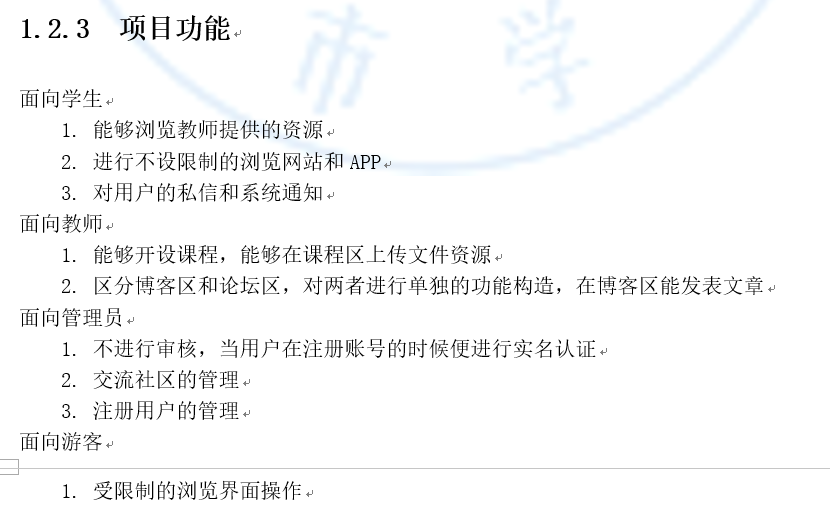 市 学
1.2.3 项目功能
面向学生
1. 能够浏览教师提供的资源
2. 进行不设限制的浏览网站和 APP
3. 对用户的私信和系统通知
面向教师
1. 能够开设课程，能够在课程区上传文件资源
2. 区分博客区和论坛区，对两者进行单独的功能构造，在博客区能发表文章
面向管理员
1. 不进行审核，当用户在注册账号的时候便进行实名认证
2. 交流社区的管理
3. 注册用户的管理
面向游客
1. 受限制的浏览界面操作